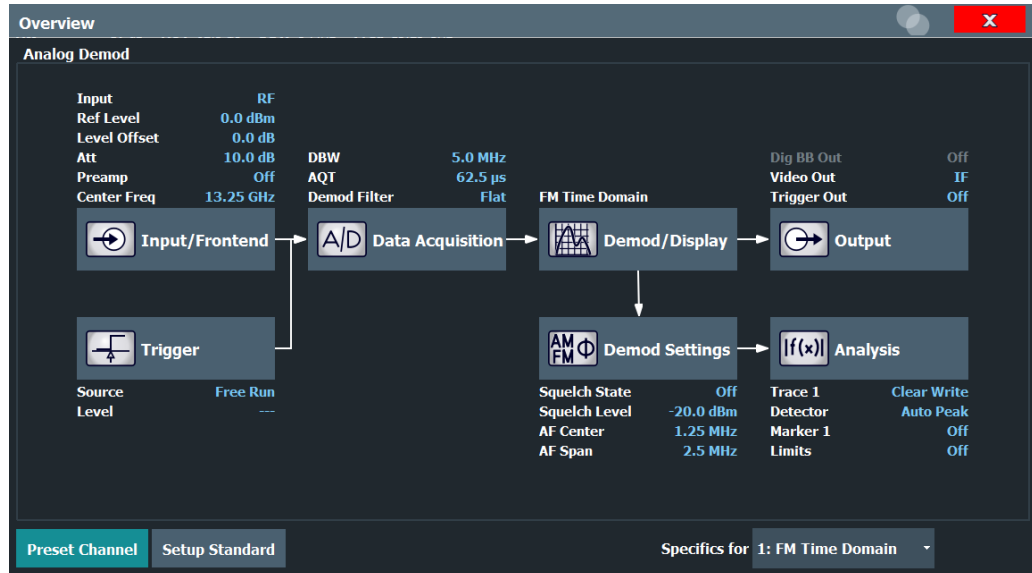 Overview
X
Analog Demod
Input RF
Ref Level 0.0 dBm
Level Offset 0.0 dB
Att 10.0 dB
Preamp Off
Center Freq 13.25 GHz
DBW 5.0 MHz
AQT 62.5 µs
Demod Filter Flat
FM Time Domain
Dig BB Out Off
Video Out IF
Trigger Out Off
Input/Frontend
A/D Data Acquisition
Demod/Display
Output
Trigger
AM FM Φ Demod Settings
|f(x)| Analysis
Source Free Run
Level ---
Squelch State Off
Squelch Level -20.0 dBm
AF Center 1.25 MHz
AF Span 2.5 MHz
Trace 1 Clear Write
Detector Auto Peak
Marker 1 Off
Limits Off
Preset Channel
Setup Standard
Specifics for 1: FM Time Domain